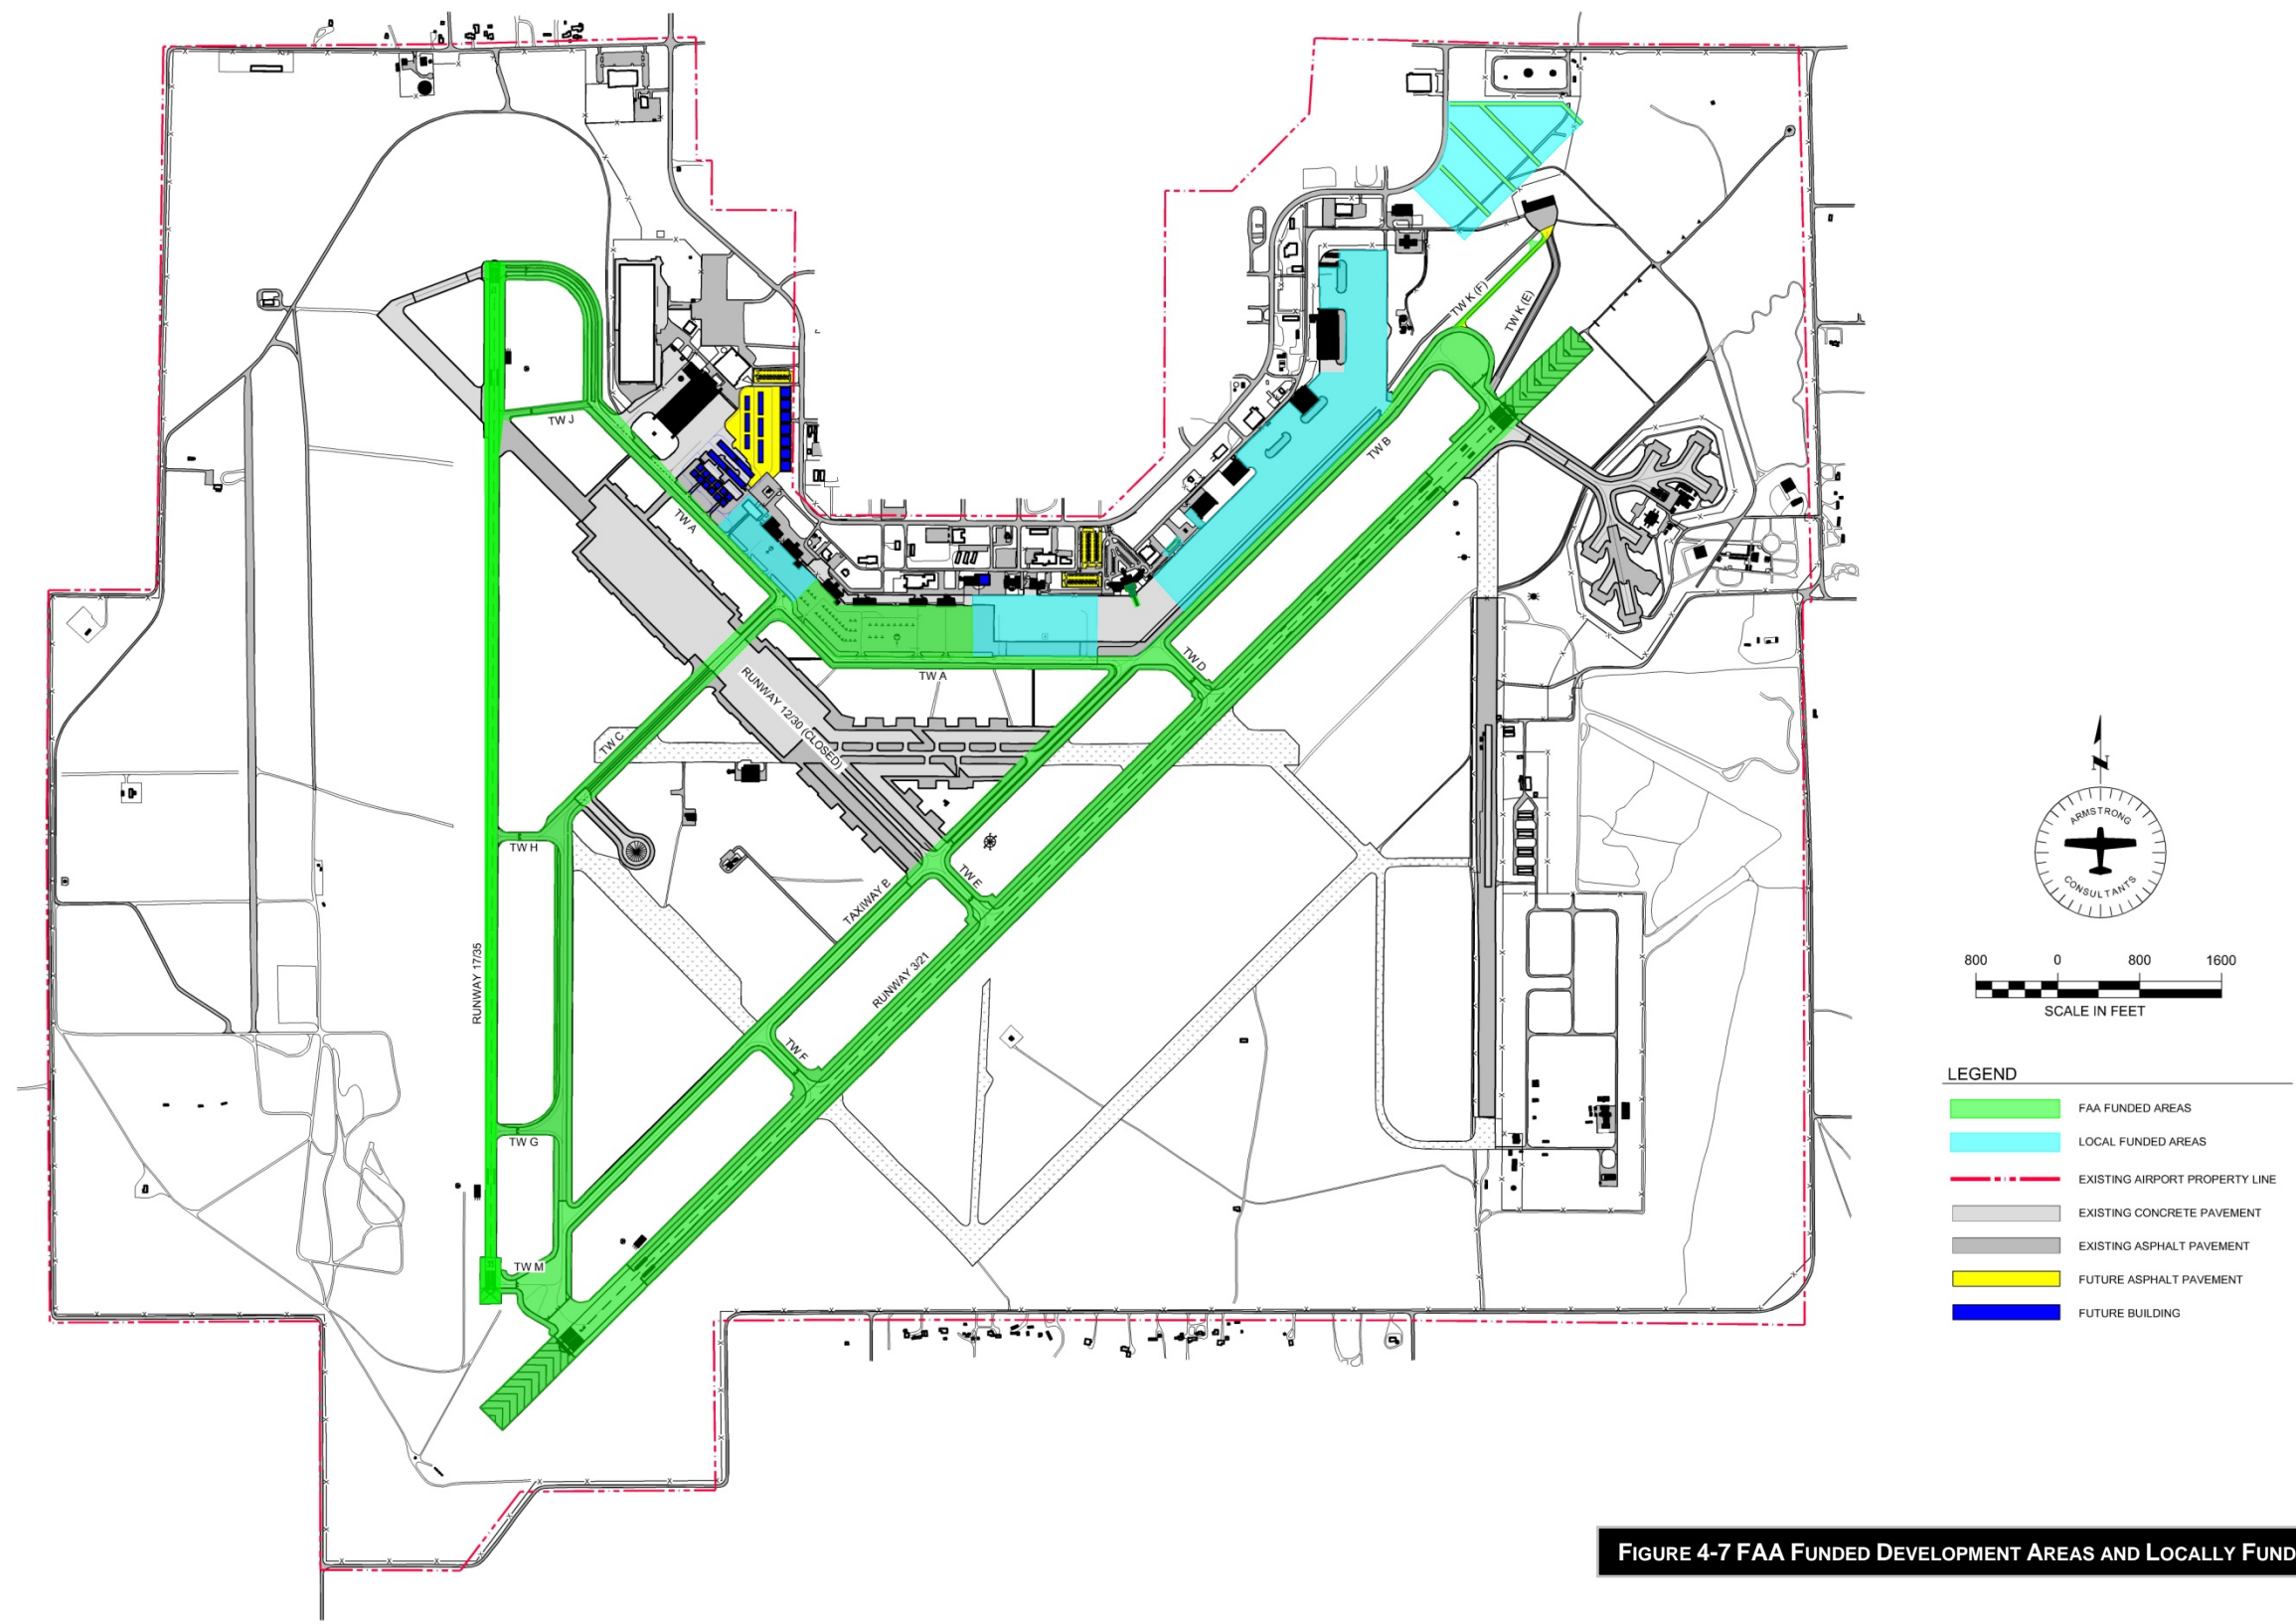 TW K (F)
TW K (E)
TW J
TW B
TW A
TW D
TW A
RUNWAY 12/30 (CLOSED)
TW C
TW H
TW E
TAXIWAY B
RUNWAY 17/35
RUNWAY 3/21
TW F
TW G
TW M
N
ARMSTRONG
CONSULTANTS
800 0 800 1600
SCALE IN FEET
LEGEND
FAA FUNDED AREAS
LOCAL FUNDED AREAS
EXISTING AIRPORT PROPERTY LINE
EXISTING CONCRETE PAVEMENT
EXISTING ASPHALT PAVEMENT
FUTURE ASPHALT PAVEMENT
FUTURE BUILDING
FIGURE 4-7 FAA FUNDED DEVELOPMENT AREAS AND LOCALLY FUND